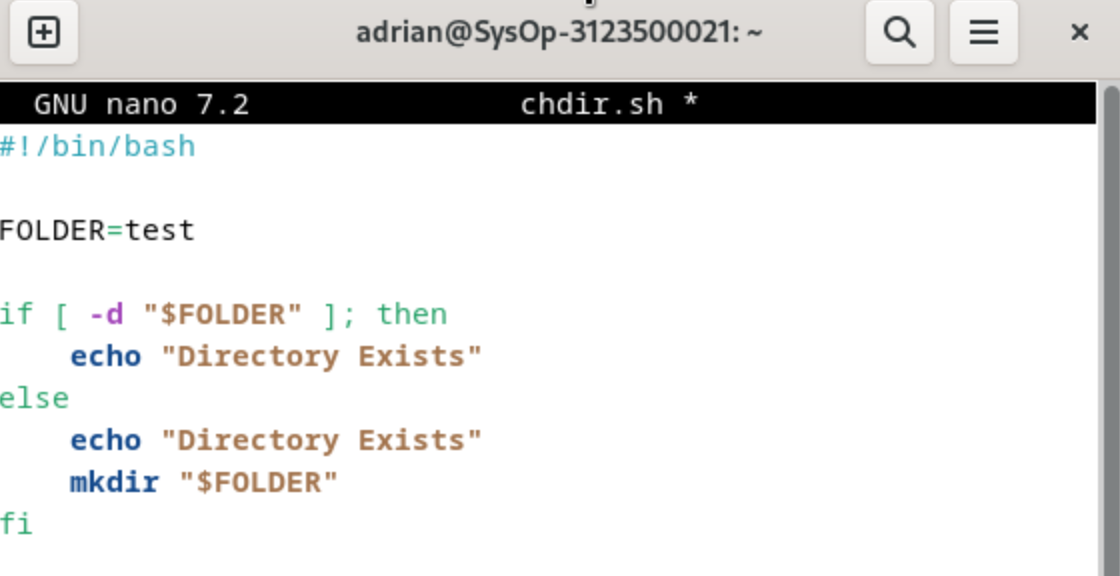 adrian@SysOp-3123500021: ~
GNU nano 7.2 chdir.sh *
#!/bin/bash
FOLDER=test
if [ -d "$FOLDER" ]; then
    echo "Directory Exists"
else
    echo "Directory Exists"
    mkdir "$FOLDER"
fi